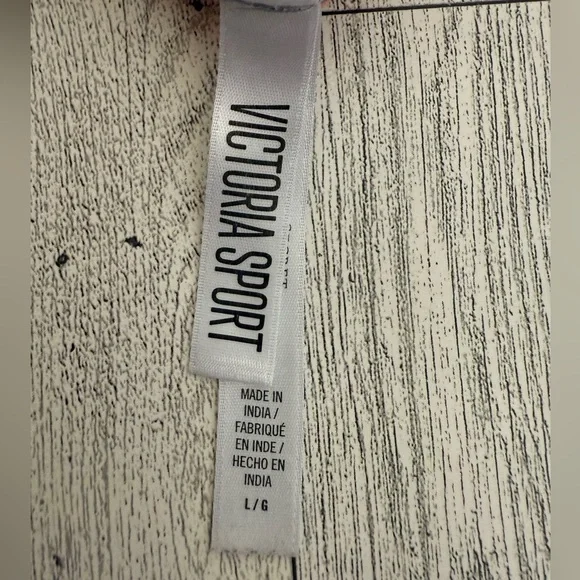 VICTORIA SPORT
MADE IN
INDIA /
FABRIQUÉ
EN INDE /
HECHO EN
INDIA
L / G